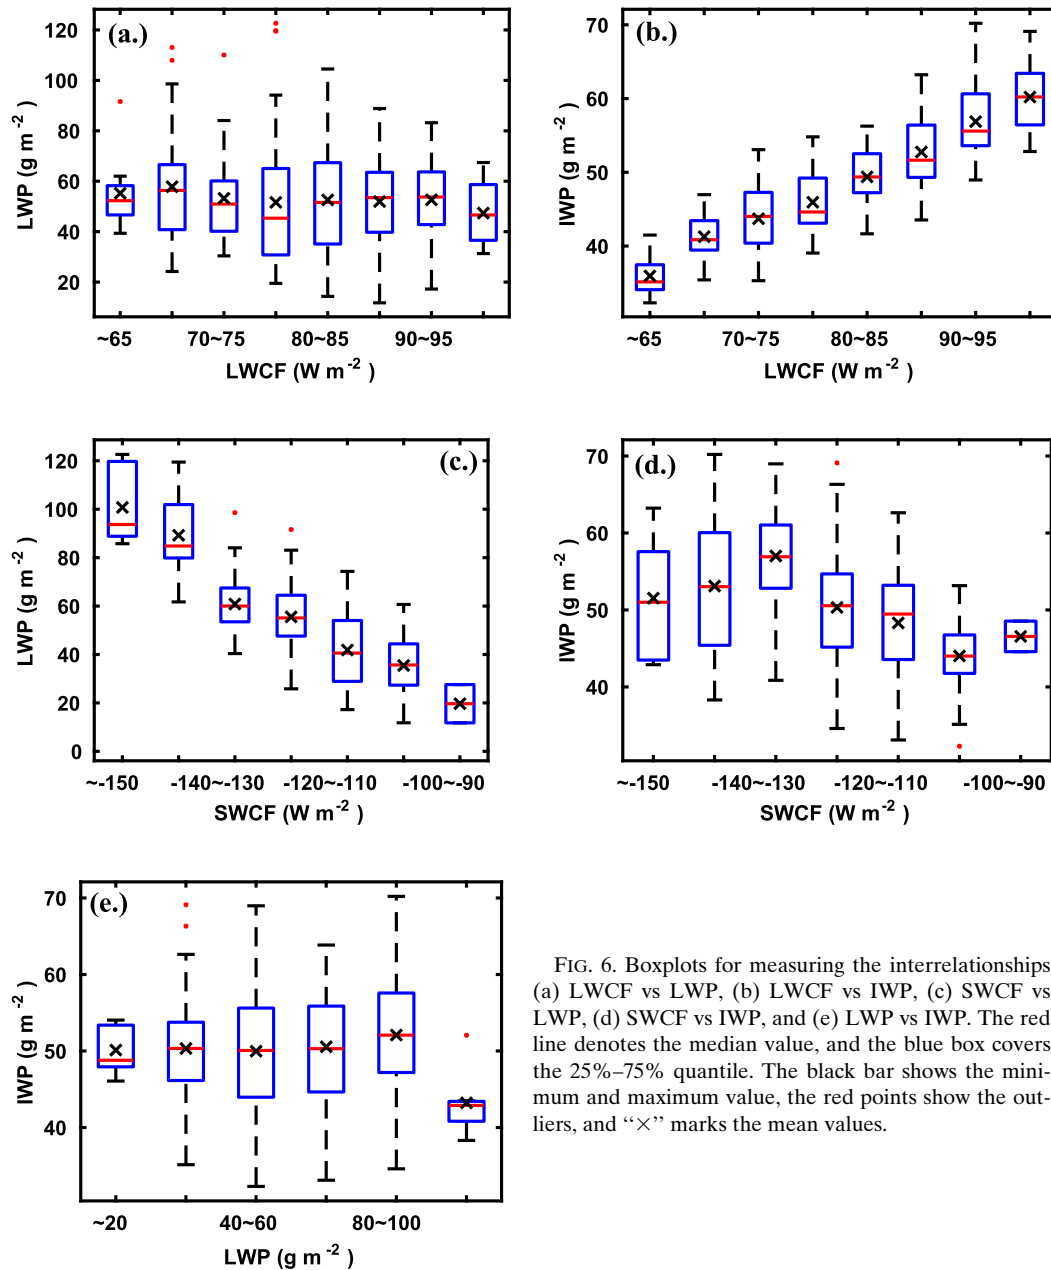 (a.)
120
100
80
60
40
20
LWP (g m-2 )
~65
70~75
80~85
90~95
LWCF (W m-2 )
(b.)
70
60
50
40
IWP (g m-2 )
~65
70~75
80~85
90~95
LWCF (W m-2 )
(c.)
120
100
80
60
40
20
0
LWP (g m-2 )
~-150
-140~-130
-120~-110
-100~-90
SWCF (W m-2 )
(d.)
70
60
50
40
IWP (g m-2 )
~-150
-140~-130
-120~-110
-100~-90
SWCF (W m-2 )
(e.)
70
60
50
40
IWP (g m-2 )
~20
40~60
80~100
LWP (g m-2 )
FIG. 6. Boxplots for measuring the interrelationships
(a) LWCF vs LWP, (b) LWCF vs IWP, (c) SWCF vs
LWP, (d) SWCF vs IWP, and (e) LWP vs IWP. The red
line denotes the median value, and the blue box covers
the 25%–75% quantile. The black bar shows the mini-
mum and maximum value, the red points show the out-
liers, and “×” marks the mean values.